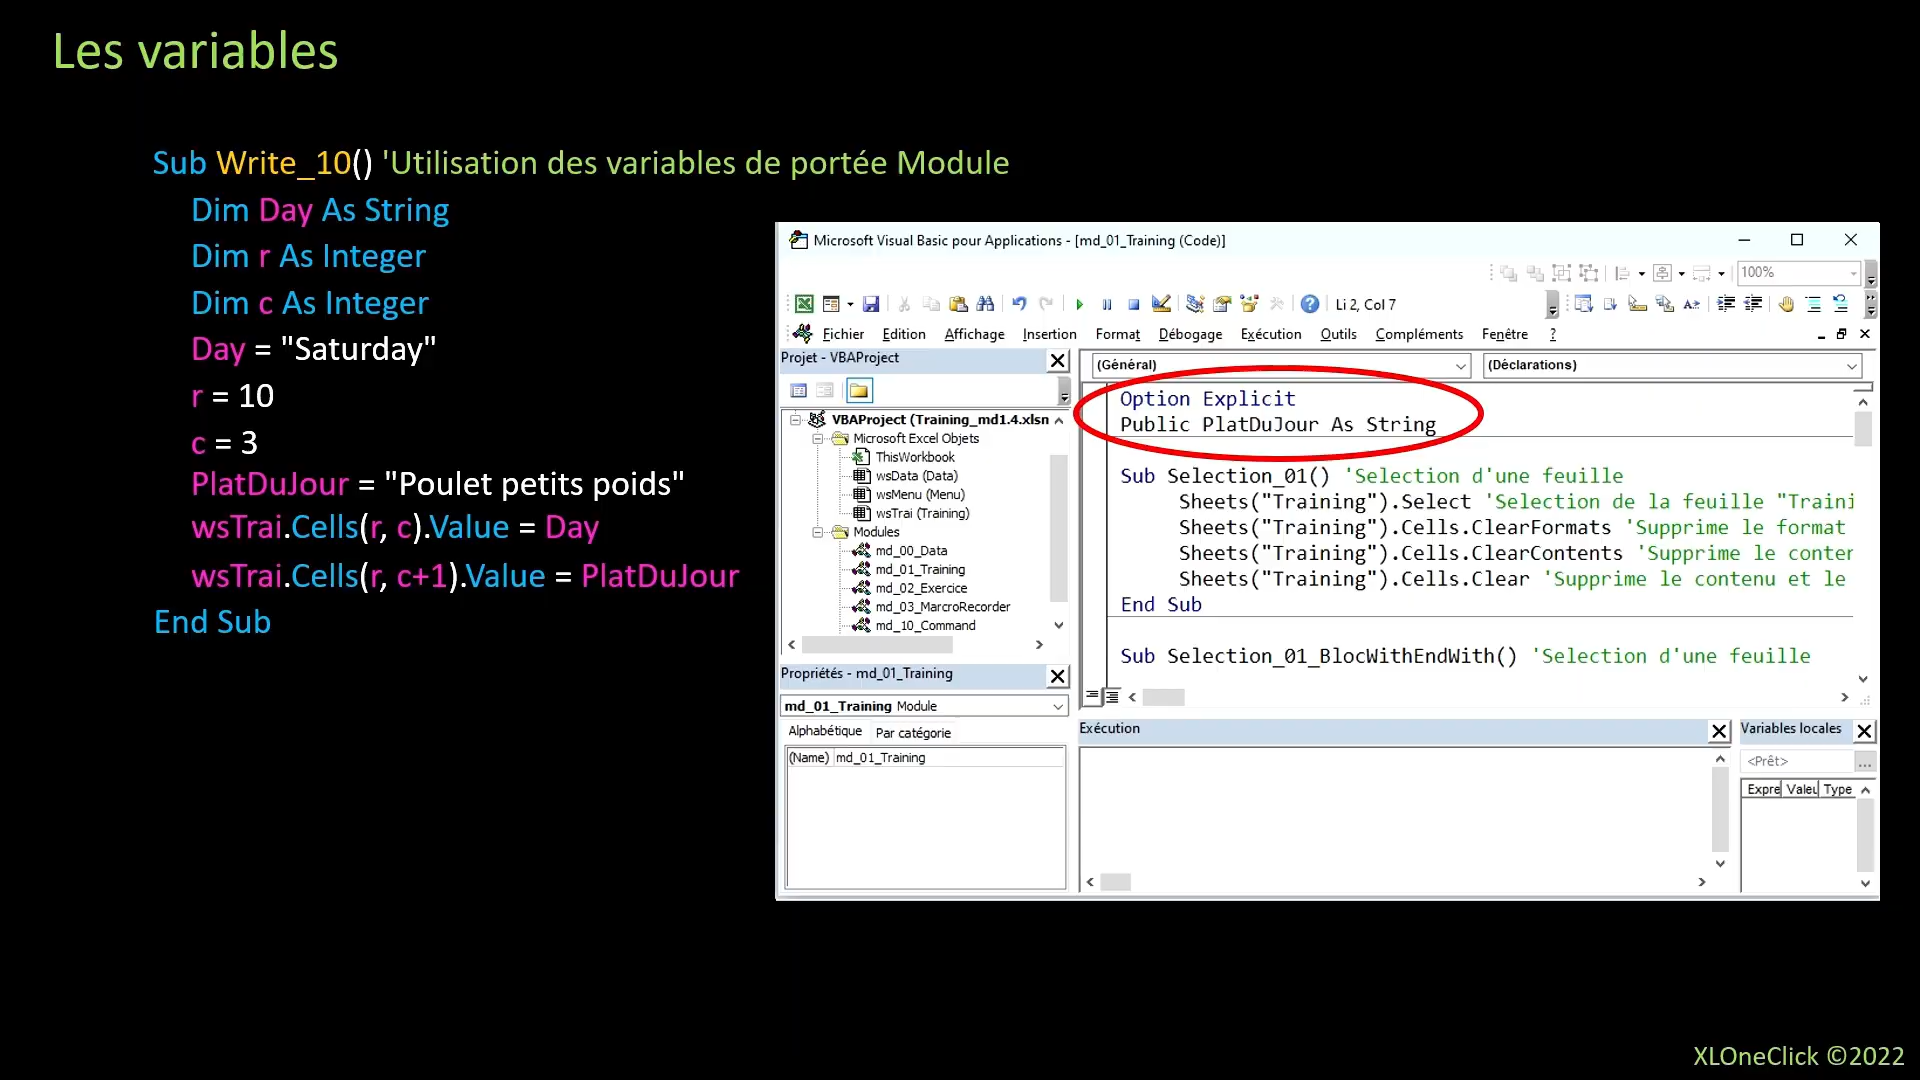 Les variables
Sub Write_10() 'Utilisation des variables de portée Module
Dim Day As String
Dim r As Integer
Dim c As Integer
Day = "Saturday"
r = 10
c = 3
PlatDuJour = "Poulet petits poids"
wsTrai.Cells(r, c).Value = Day
wsTrai.Cells(r, c+1).Value = PlatDuJour
End Sub
Microsoft Visual Basic pour Applications - [md_01_Training (Code)]
100%
Li 2, Col 7
Fichier Edition Affichage Insertion Format Débogage Exécution Outils Compléments Fenêtre ?
Projet - VBAProject
VBAProject (Training_md1.4.xlsn
Microsoft Excel Objets
ThisWorkbook
wsData (Data)
wsMenu (Menu)
wsTrai (Training)
Modules
md_00_Data
md_01_Training
md_02_Exercice
md_03_MarcroRecorder
md_10_Command
Propriétés - md_01_Training
md_01_Training Module
Alphabétique Par catégorie
(Name) md_01_Training
(Général) (Déclarations)
Option Explicit
Public PlatDuJour As String
Sub Selection_01() 'Selection d'une feuille
Sheets("Training").Select 'Selection de la feuille "Traini
Sheets("Training").Cells.ClearFormats 'Supprime le format
Sheets("Training").Cells.ClearContents 'Supprime le conten
Sheets("Training").Cells.Clear 'Supprime le contenu et le
End Sub
Sub Selection_01_BlocWithEndWith() 'Selection d'une feuille
Exécution
Variables locales
<Prêt>
...
Expre Valeu Type
XLOneClick ©2022